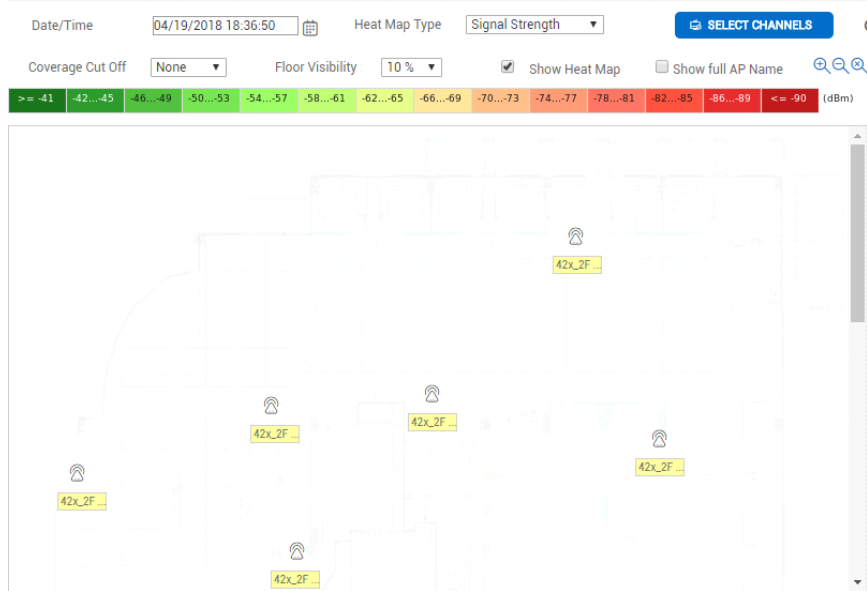 Date/Time 04/19/2018 18:36:50 Heat Map Type Signal Strength SELECT CHANNELS
Coverage Cut Off None Floor Visibility 10 % Show Heat Map Show full AP Name
>= -41 -42...-45 -46...-49 -50...-53 -54...-57 -58...-61 -62...-65 -66...-69 -70...-73 -74...-77 -78...-81 -82...-85 -86...-89 <= -90 (dBm)
42x_2F ...
42x_2F ...
42x_2F ...
42x_2F ...
42x_2F ...
42x_2F ...